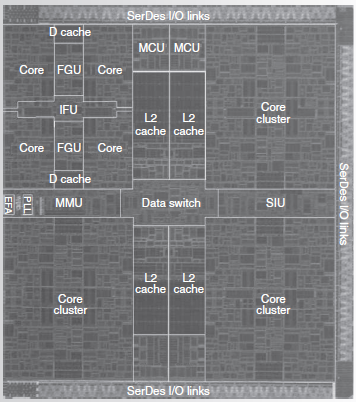 SerDes I/O links
D cache
MCU MCU
Core FGU Core
IFU
L2 cache
L2 cache
Core cluster
Core FGU Core
D cache
EFA
PLL
MMU
Data switch
SIU
SerDes I/O links
L2 cache
L2 cache
Core cluster
Core cluster
SerDes I/O links